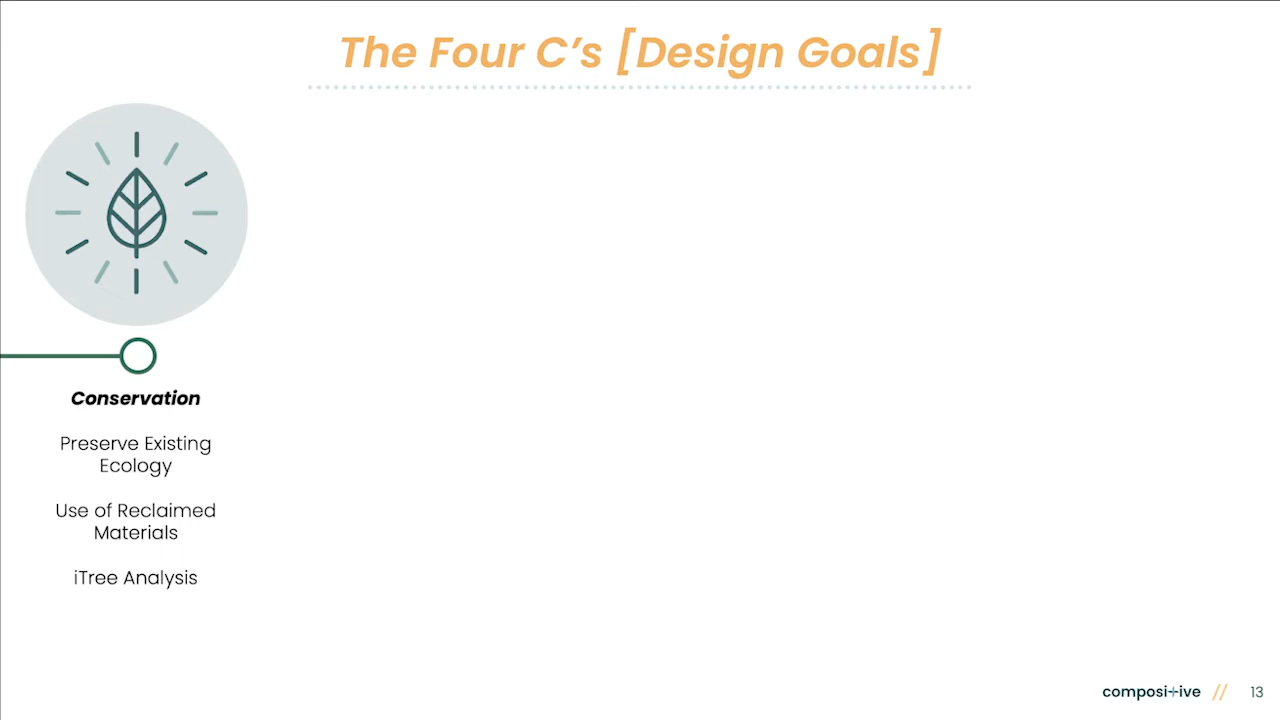 The Four C's [Design Goals]
Conservation
Preserve Existing
Ecology
Use of Reclaimed
Materials
iTree Analysis
composi+ive // 13